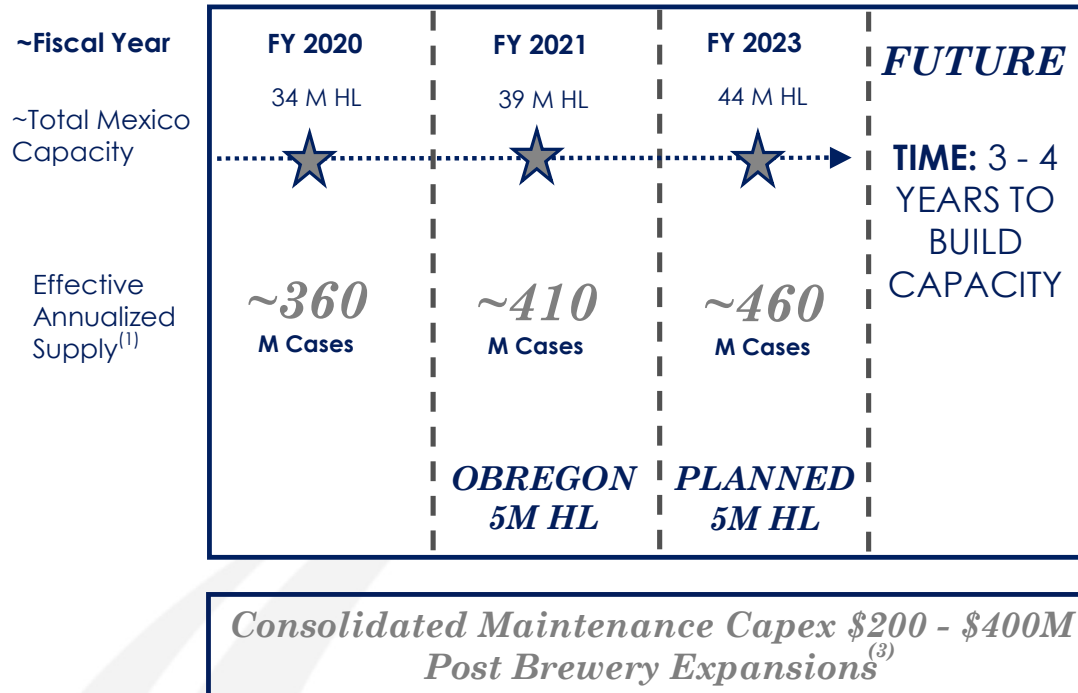 ~Fiscal Year
FY 2020
FY 2021
FY 2023
FUTURE
~Total Mexico
Capacity
34 M HL
39 M HL
44 M HL
TIME: 3 - 4
YEARS TO
BUILD
CAPACITY
Effective
Annualized
Supply(1)
~360
M Cases
~410
M Cases
~460
M Cases
OBREGON
5M HL
PLANNED
5M HL
Consolidated Maintenance Capex $200 - $400M
Post Brewery Expansions(3)